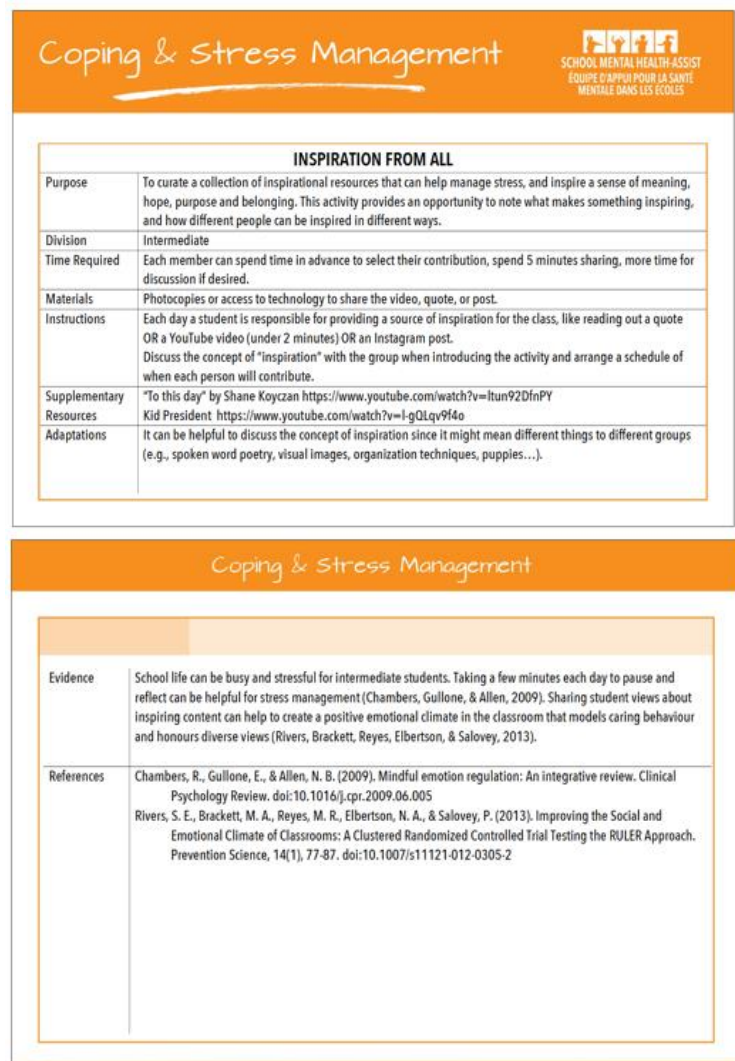 Coping & Stress Management
SCHOOL MENTAL HEALTH-ASSIST
ÉQUIPE D'APPUI POUR LA SANTÉ
MENTALE DANS LES ÉCOLES
INSPIRATION FROM ALL
Purpose
To curate a collection of inspirational resources that can help manage stress, and inspire a sense of meaning,
hope, purpose and belonging. This activity provides an opportunity to note what makes something inspiring,
and how different people can be inspired in different ways.
Division
Intermediate
Time Required
Each member can spend time in advance to select their contribution, spend 5 minutes sharing, more time for
discussion if desired.
Materials
Photocopies or access to technology to share the video, quote, or post.
Instructions
Each day a student is responsible for providing a source of inspiration for the class, like reading out a quote
OR a YouTube video (under 2 minutes) OR an Instagram post.
Discuss the concept of "inspiration" with the group when introducing the activity and arrange a schedule of
when each person will contribute.
Supplementary
Resources
"To this day" by Shane Koyczan https://www.youtube.com/watch?v=ltun92DfnPY
Kid President https://www.youtube.com/watch?v=l-gQLqv9f4o
Adaptations
It can be helpful to discuss the concept of inspiration since it might mean different things to different groups
(e.g., spoken word poetry, visual images, organization techniques, puppies…).
Coping & Stress Management
Evidence
School life can be busy and stressful for intermediate students. Taking a few minutes each day to pause and
reflect can be helpful for stress management (Chambers, Gullone, & Allen, 2009). Sharing student views about
inspiring content can help to create a positive emotional climate in the classroom that models caring behaviour
and honours diverse views (Rivers, Brackett, Reyes, Elbertson, & Salovey, 2013).
References
Chambers, R., Gullone, E., & Allen, N. B. (2009). Mindful emotion regulation: An integrative review. Clinical
Psychology Review. doi:10.1016/j.cpr.2009.06.005
Rivers, S. E., Brackett, M. A., Reyes, M. R., Elbertson, N. A., & Salovey, P. (2013). Improving the Social and
Emotional Climate of Classrooms: A Clustered Randomized Controlled Trial Testing the RULER Approach.
Prevention Science, 14(1), 77-87. doi:10.1007/s11121-012-0305-2